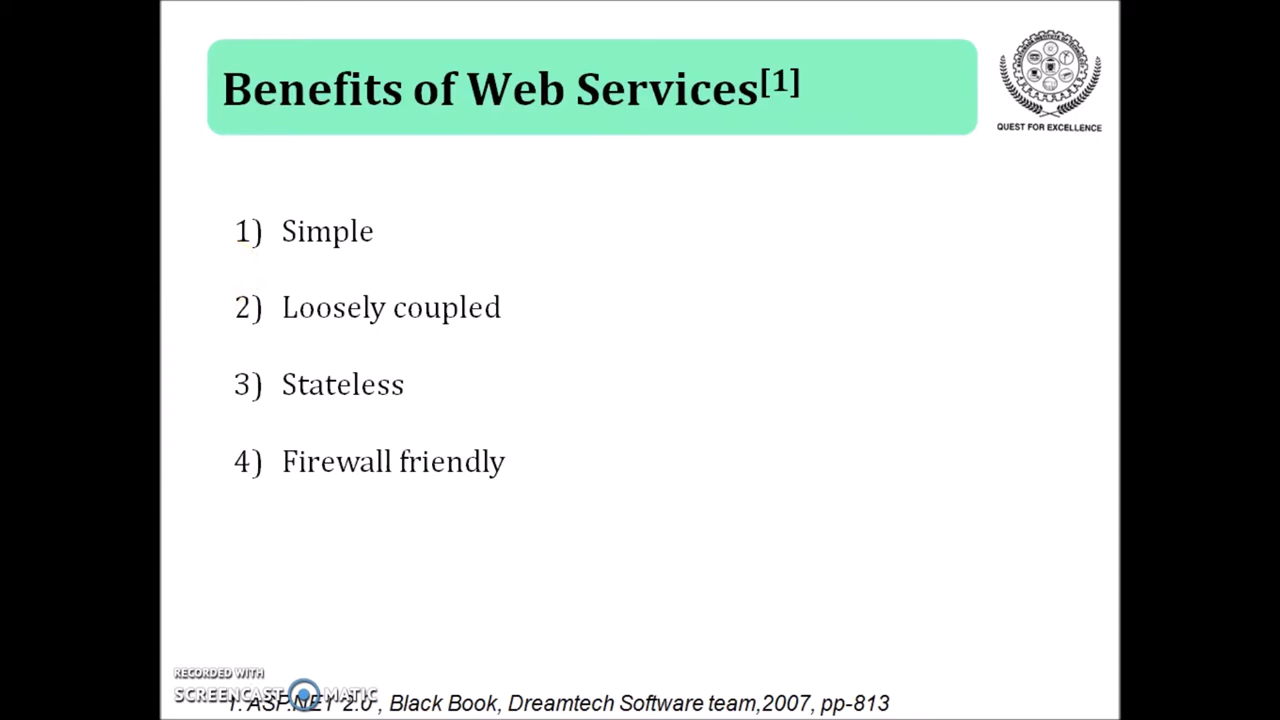 Benefits of Web Services[1]
QUEST FOR EXCELLENCE
1) Simple
2) Loosely coupled
3) Stateless
4) Firewall friendly
RECORDED WITH
SCREENCAST MATIC
1. ASP.NET 2.0 , Black Book, Dreamtech Software team,2007, pp-813